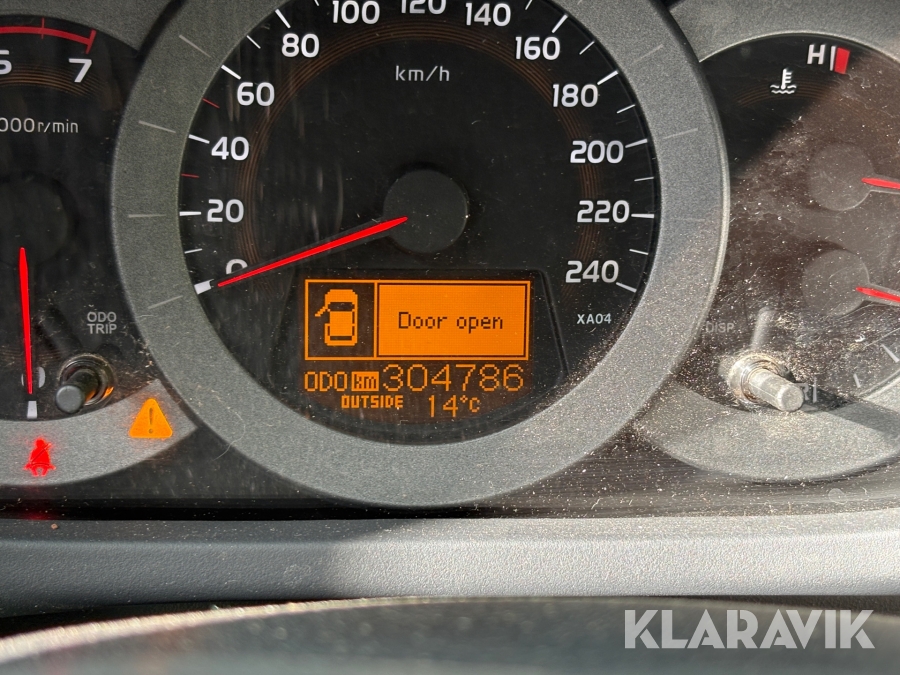 100 120 140
80 160
60 km/h 180
40 200
20 220
0 240
7
000r/min
H
ODO
TRIP
Door open
XA04
DISP
ODO km 304786
OUTSIDE 14°C
KLARAVIK